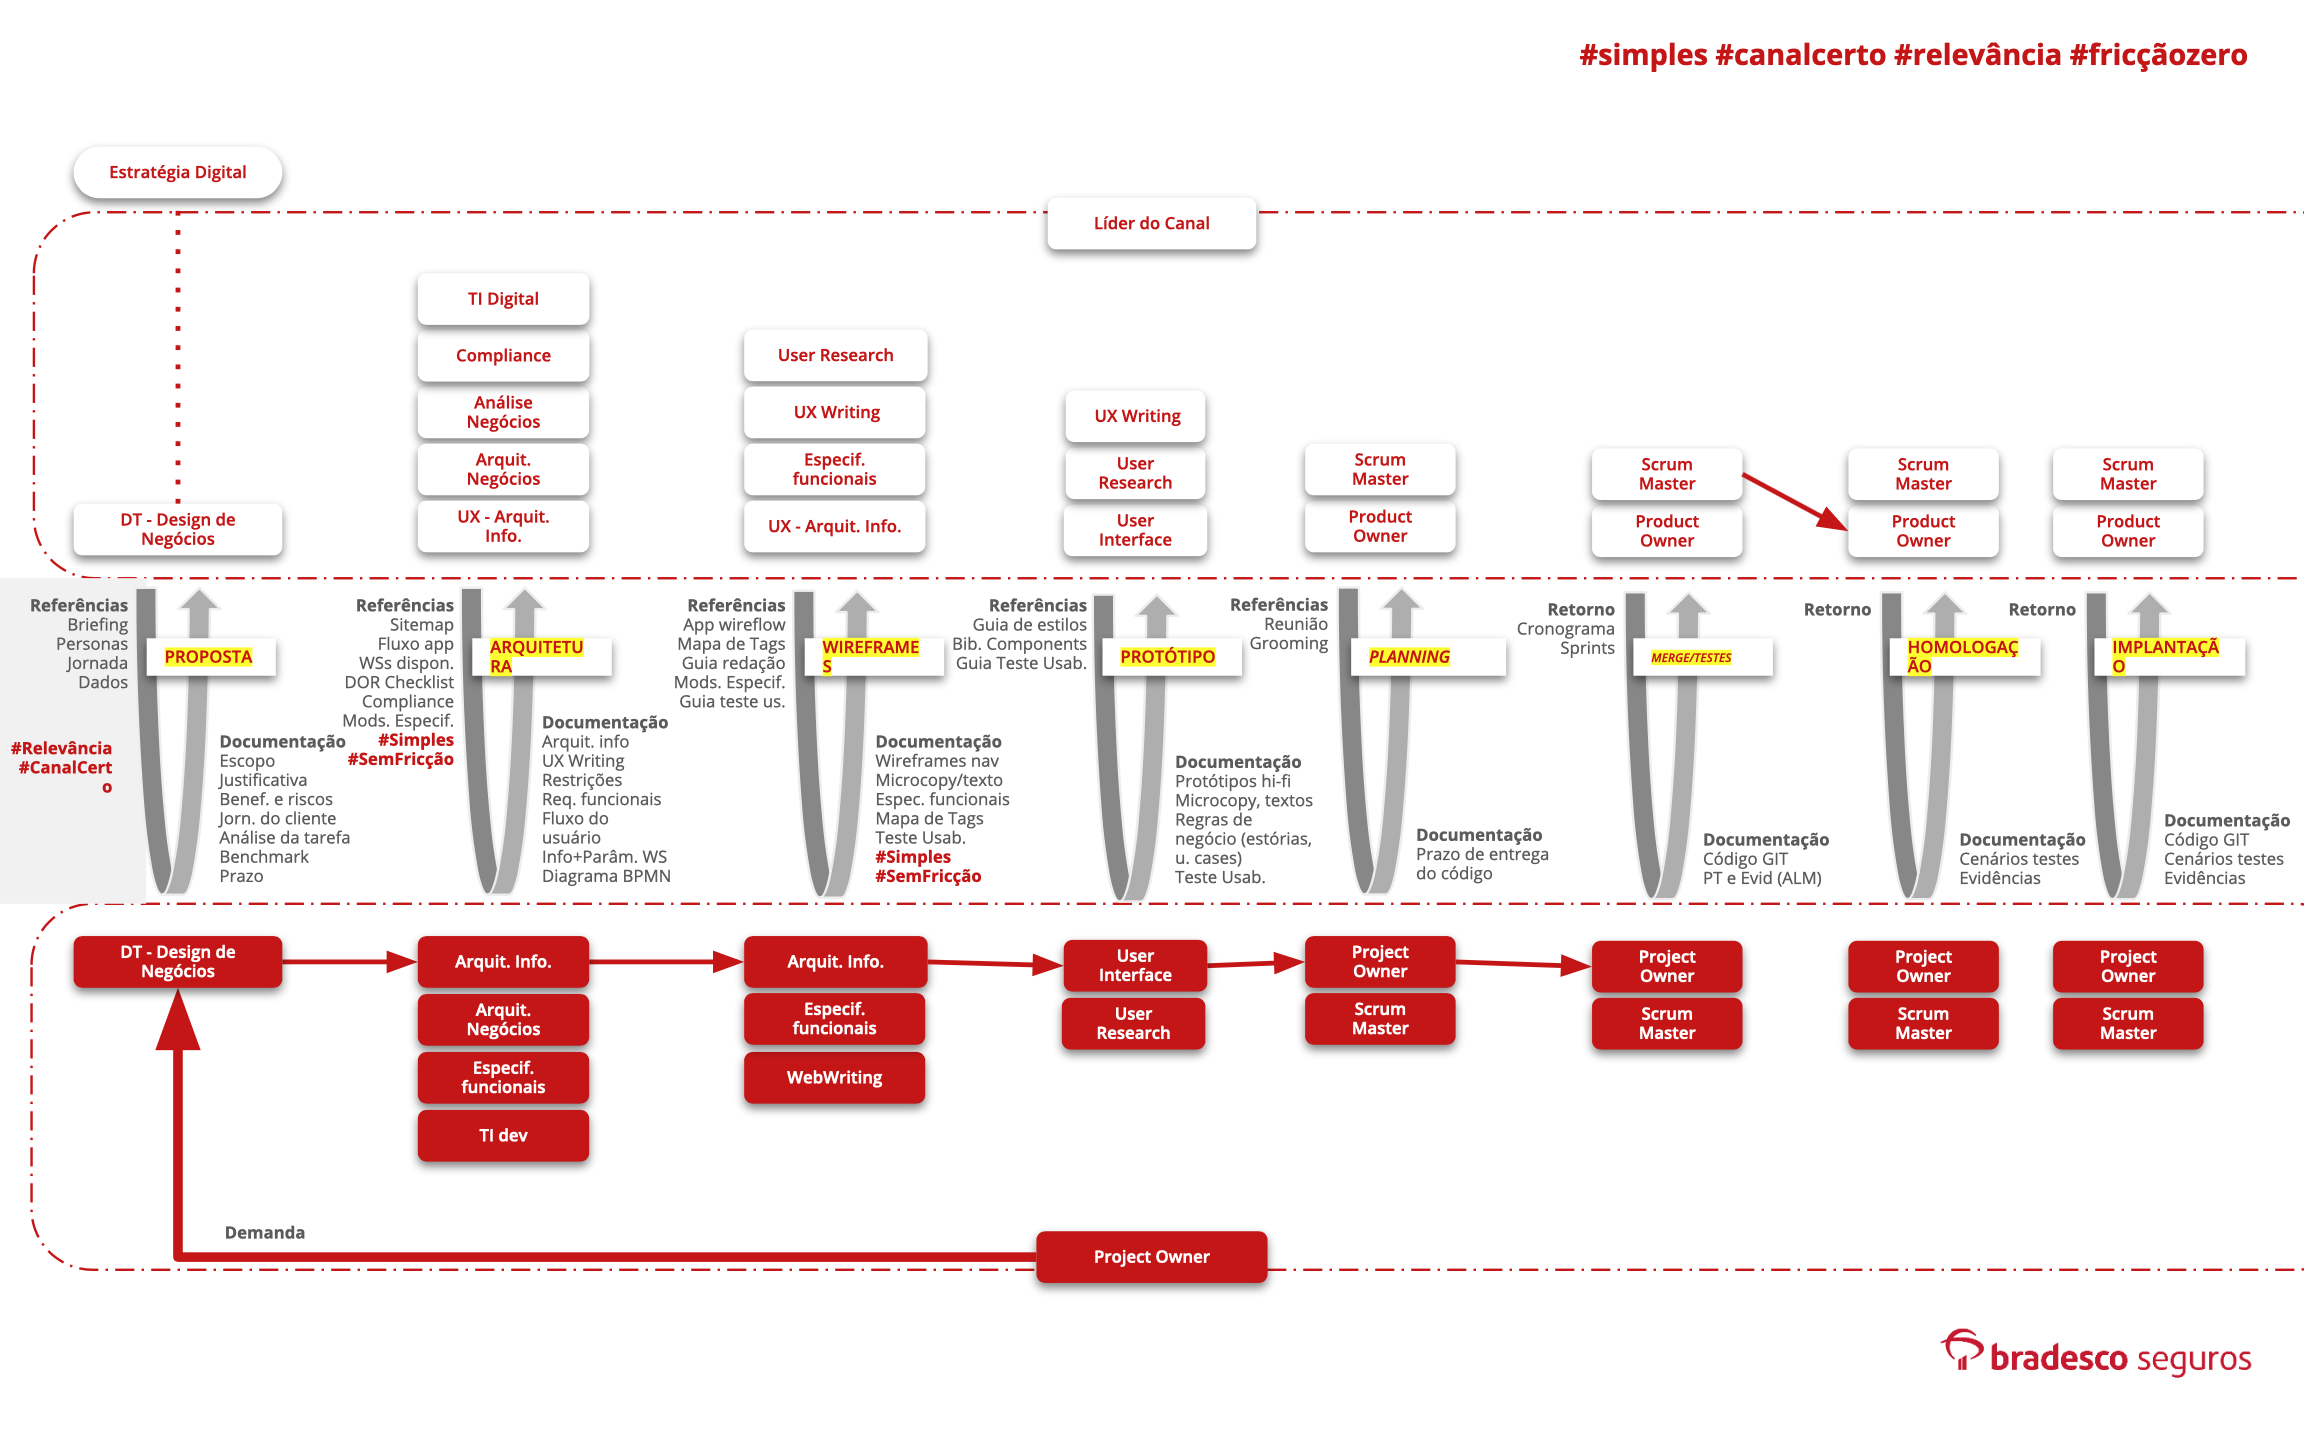 #simples #canalcerto #relevância #fricçãozero
Estratégia Digital
Líder do Canal
TI Digital
Compliance
Análise
Negócios
Arquit.
Negócios
UX - Arquit.
Info.
User Research
UX Writing
Especif.
funcionais
UX - Arquit. Info.
UX Writing
User
Research
User
Interface
Scrum
Master
Product
Owner
Scrum
Master
Product
Owner
Scrum
Master
Product
Owner
Scrum
Master
Product
Owner
DT - Design de
Negócios
Referências
Briefing
Personas
Jornada
Dados
#Relevância
#CanalCert
o
PROPOSTA
Documentação
Escopo
Justificativa
Benef. e riscos
Jorn. do cliente
Análise da tarefa
Benchmark
Prazo
Referências
Sitemap
Fluxo app
WSs dispon.
DOR Checklist
Compliance
Mods. Especif.
#Simples
#SemFricção
ARQUITETU
RA
Documentação
Arquit. info
UX Writing
Restrições
Req. funcionais
Fluxo do
usuário
Info+Parâm. WS
Diagrama BPMN
Referências
App wireflow
Mapa de Tags
Guia redação
Mods. Especif.
Guia teste us.
WIREFRAME
S
Documentação
Wireframes nav
Microcopy/texto
Espec. funcionais
Mapa de Tags
Teste Usab.
#Simples
#SemFricção
Referências
Guia de estilos
Bib. Components
Guia Teste Usab.
PROTÓTIPO
Documentação
Protótipos hi-fi
Microcopy, textos
Regras de
negócio (estórias,
u. cases)
Teste Usab.
Referências
Reunião
Grooming
PLANNING
Documentação
Prazo de entrega
do código
Retorno
Cronograma
Sprints
MERGE/TESTES
Documentação
Código GIT
PT e Evid (ALM)
Retorno
HOMOLOGAÇ
ÃO
Documentação
Cenários testes
Evidências
Retorno
IMPLANTAÇÃ
O
Documentação
Código GIT
Cenários testes
Evidências
DT - Design de
Negócios
Arquit. Info.
Arquit.
Negócios
Especif.
funcionais
TI dev
Arquit. Info.
Especif.
funcionais
WebWriting
User
Interface
User
Research
Project
Owner
Scrum
Master
Project
Owner
Scrum
Master
Project
Owner
Scrum
Master
Project
Owner
Scrum
Master
Demanda
Project Owner
bradesco seguros